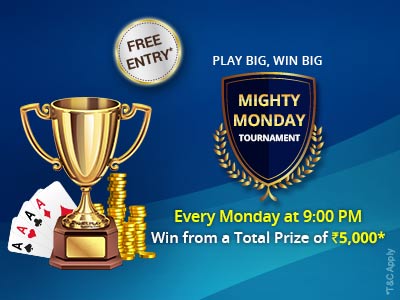 FREE
ENTRY*
PLAY BIG, WIN BIG
MIGHTY
MONDAY
TOURNAMENT
Every Monday at 9:00 PM
Win from a Total Prize of ₹5,000*
*T&C Apply
A
A
A
A